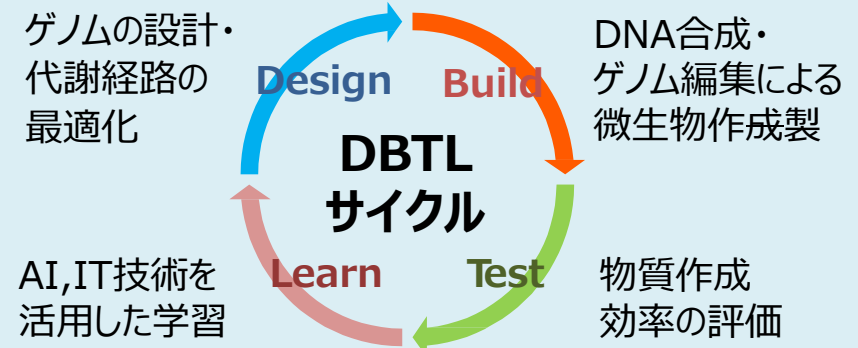 ゲノムの設計・
代謝経路の
最適化
Design
Build
DNA合成・
ゲノム編集による
微生物作成製
DBTL
サイクル
AI,IT技術を
活用した学習
Learn
Test
物質作成
効率の評価